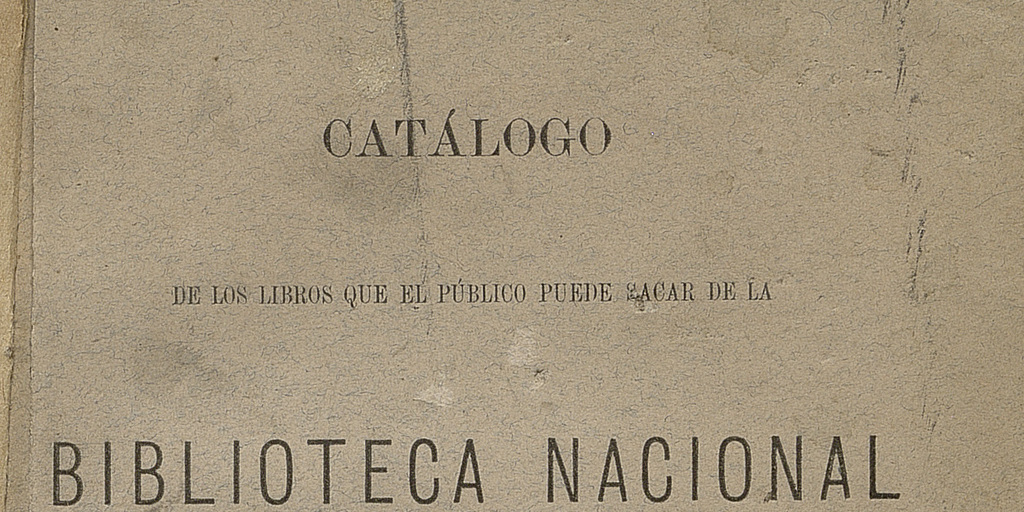 CATÁLOGO
DE LOS LIBROS QUE EL PÚBLICO PUEDE SACAR DE LA
BIBLIOTECA NACIONAL